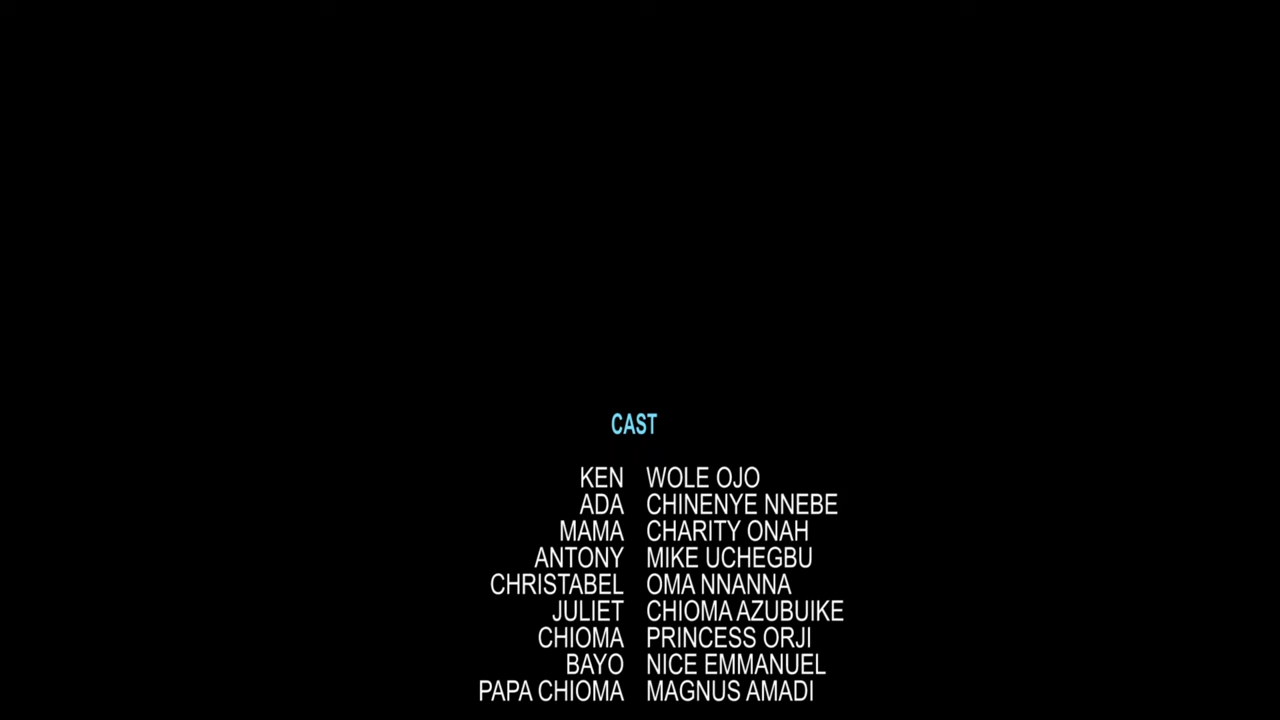 CAST
KEN WOLE OJO
ADA CHINENYE NNEBE
MAMA CHARITY ONAH
ANTONY MIKE UCHEGBU
CHRISTABEL OMA NNANNA
JULIET CHIOMA AZUBUIKE
CHIOMA PRINCESS ORJI
BAYO NICE EMMANUEL
PAPA CHIOMA MAGNUS AMADI